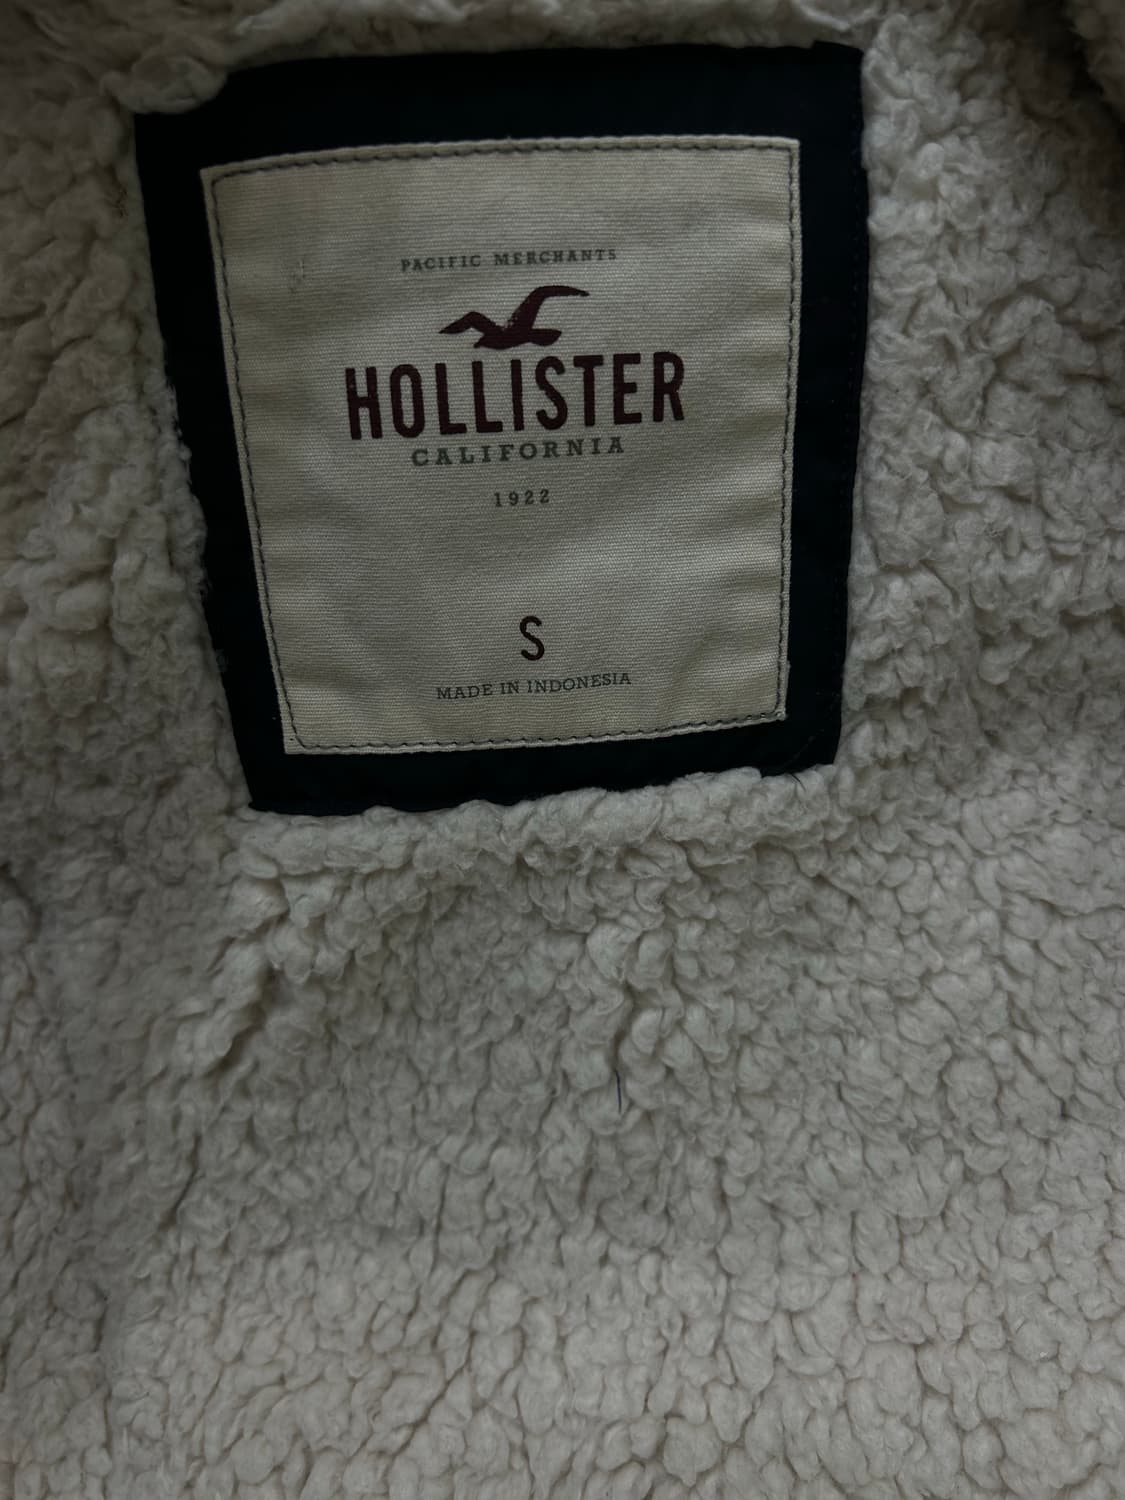 PACIFIC MERCHANTS
HOLLISTER
CALIFORNIA
1922
S
MADE IN INDONESIA